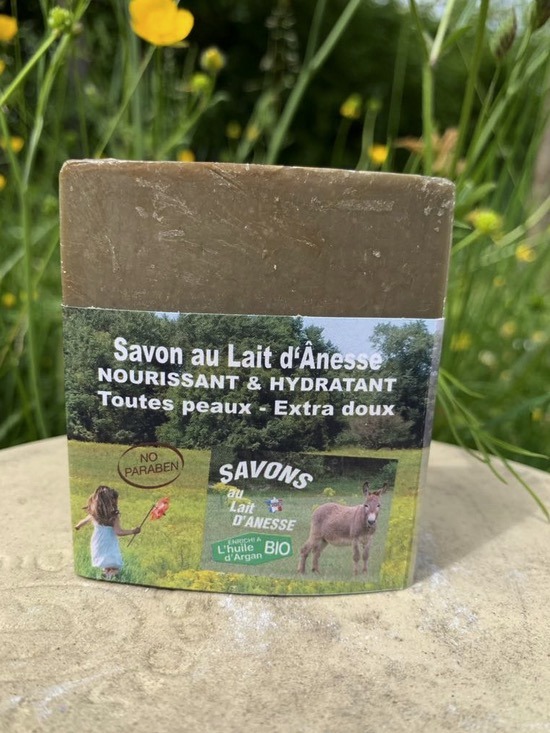 Savon au Lait d'Ânesse
NOURISSANT & HYDRATANT
Toutes peaux - Extra doux
NO
PARABEN
SAVONS
au
Lait
D'ANESSE
ENRICHI A
L'huile
d'Argan BIO